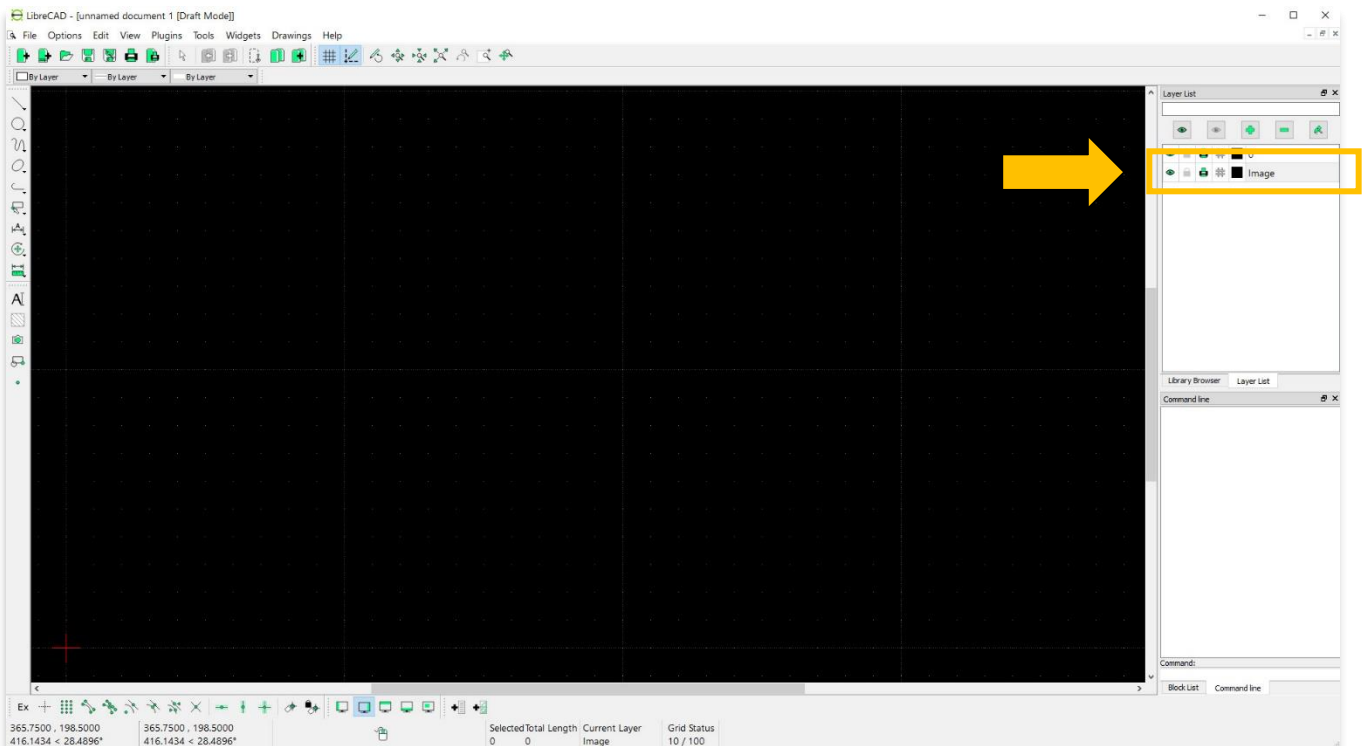 LibreCAD - [unnamed document 1 [Draft Mode]]
File Options Edit View Plugins Tools Widgets Drawings Help
By Layer By Layer By Layer
Layer List
0
Image
Library Browser Layer List
Command line
Command:
Block List Command line
Ex
365.7500 , 198.5000 365.7500 , 198.5000 Selected Total Length Current Layer Grid Status
416.1434 < 28.4896° 416.1434 < 28.4896° 0 0 Image 10 / 100